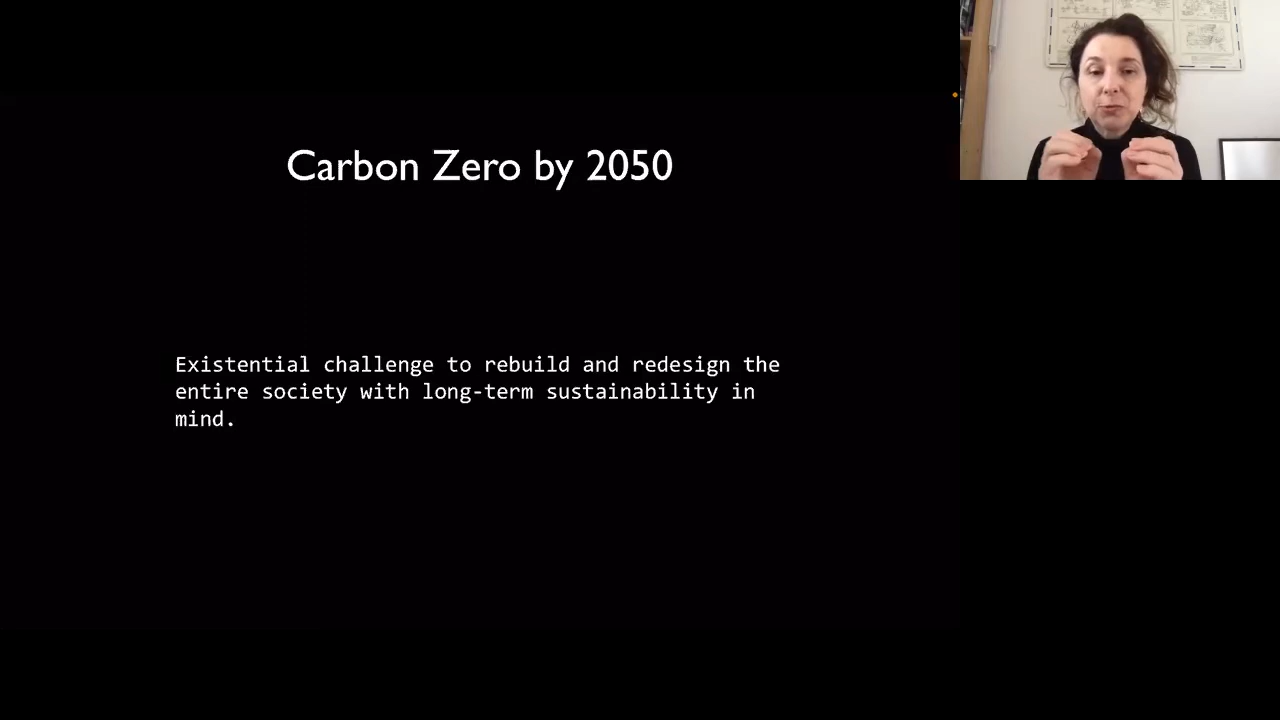 Carbon Zero by 2050
Existential challenge to rebuild and redesign the
entire society with long-term sustainability in
mind.